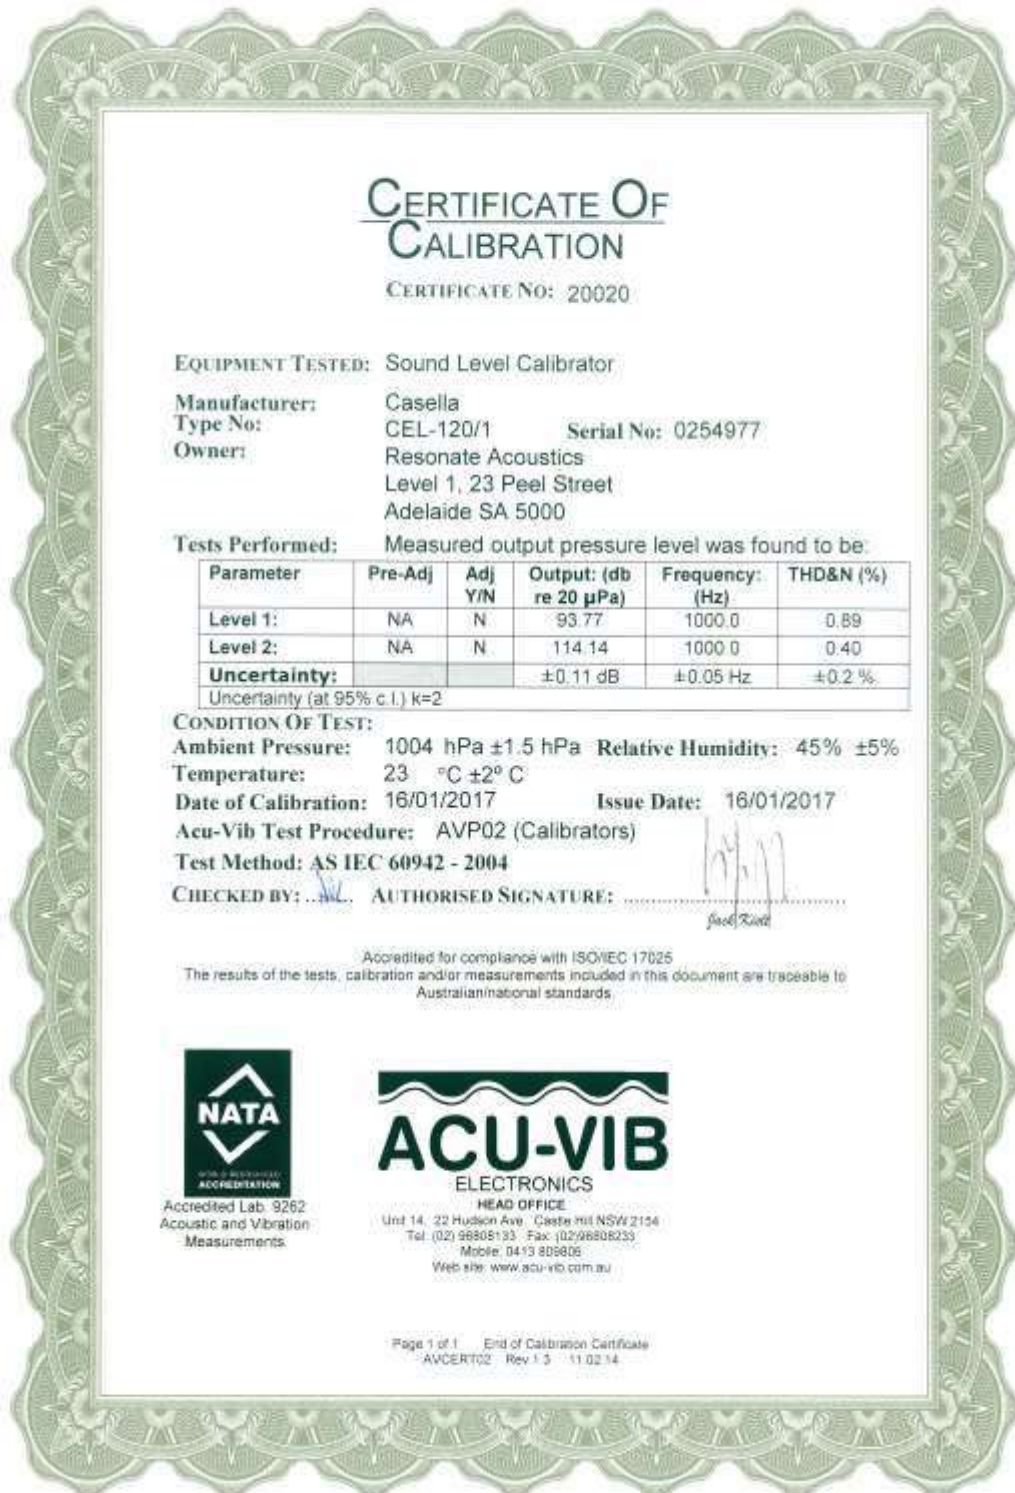 CERTIFICATE OF
CALIBRATION
CERTIFICATE NO: 20020
EQUIPMENT TESTED: Sound Level Calibrator
Manufacturer: Casella
Type No: CEL-120/1 Serial No: 0254977
Owner: Resonate Acoustics
Level 1, 23 Peel Street
Adelaide SA 5000
Tests Performed: Measured output pressure level was found to be:
Parameter Pre-Adj Adj Y/N Output: (db re 20 µPa) Frequency: (Hz) THD&N (%)
Level 1: NA N 93.77 1000.0 0.89
Level 2: NA N 114.14 1000.0 0.40
Uncertainty: ±0.11 dB ±0.05 Hz ±0.2 %
Uncertainty (at 95% c.l.) k=2
CONDITION OF TEST:
Ambient Pressure: 1004 hPa ±1.5 hPa Relative Humidity: 45% ±5%
Temperature: 23 °C ±2° C
Date of Calibration: 16/01/2017 Issue Date: 16/01/2017
Acu-Vib Test Procedure: AVP02 (Calibrators)
Test Method: AS IEC 60942 - 2004
CHECKED BY: ........ AUTHORISED SIGNATURE: ........
Jack
Accredited for compliance with ISO/IEC 17025
The results of the tests, calibration and/or measurements included in this document are traceable to
Australian/national standards.
NATA
ACCREDITATION
Accredited Lab. 9262
Acoustic and Vibration
Measurements
ACU-VIB
ELECTRONICS
HEAD OFFICE
Unit 14, 22 Hudson Ave. Castle Hill NSW 2154
Tel: (02) 96808133 Fax: (02)96808233
Mobile: 0413 809806
Web site: www.acu-vib.com.au
Page 1 of 1 End of Calibration Certificate
AVCERT02 Rev 1.3 11.02.14